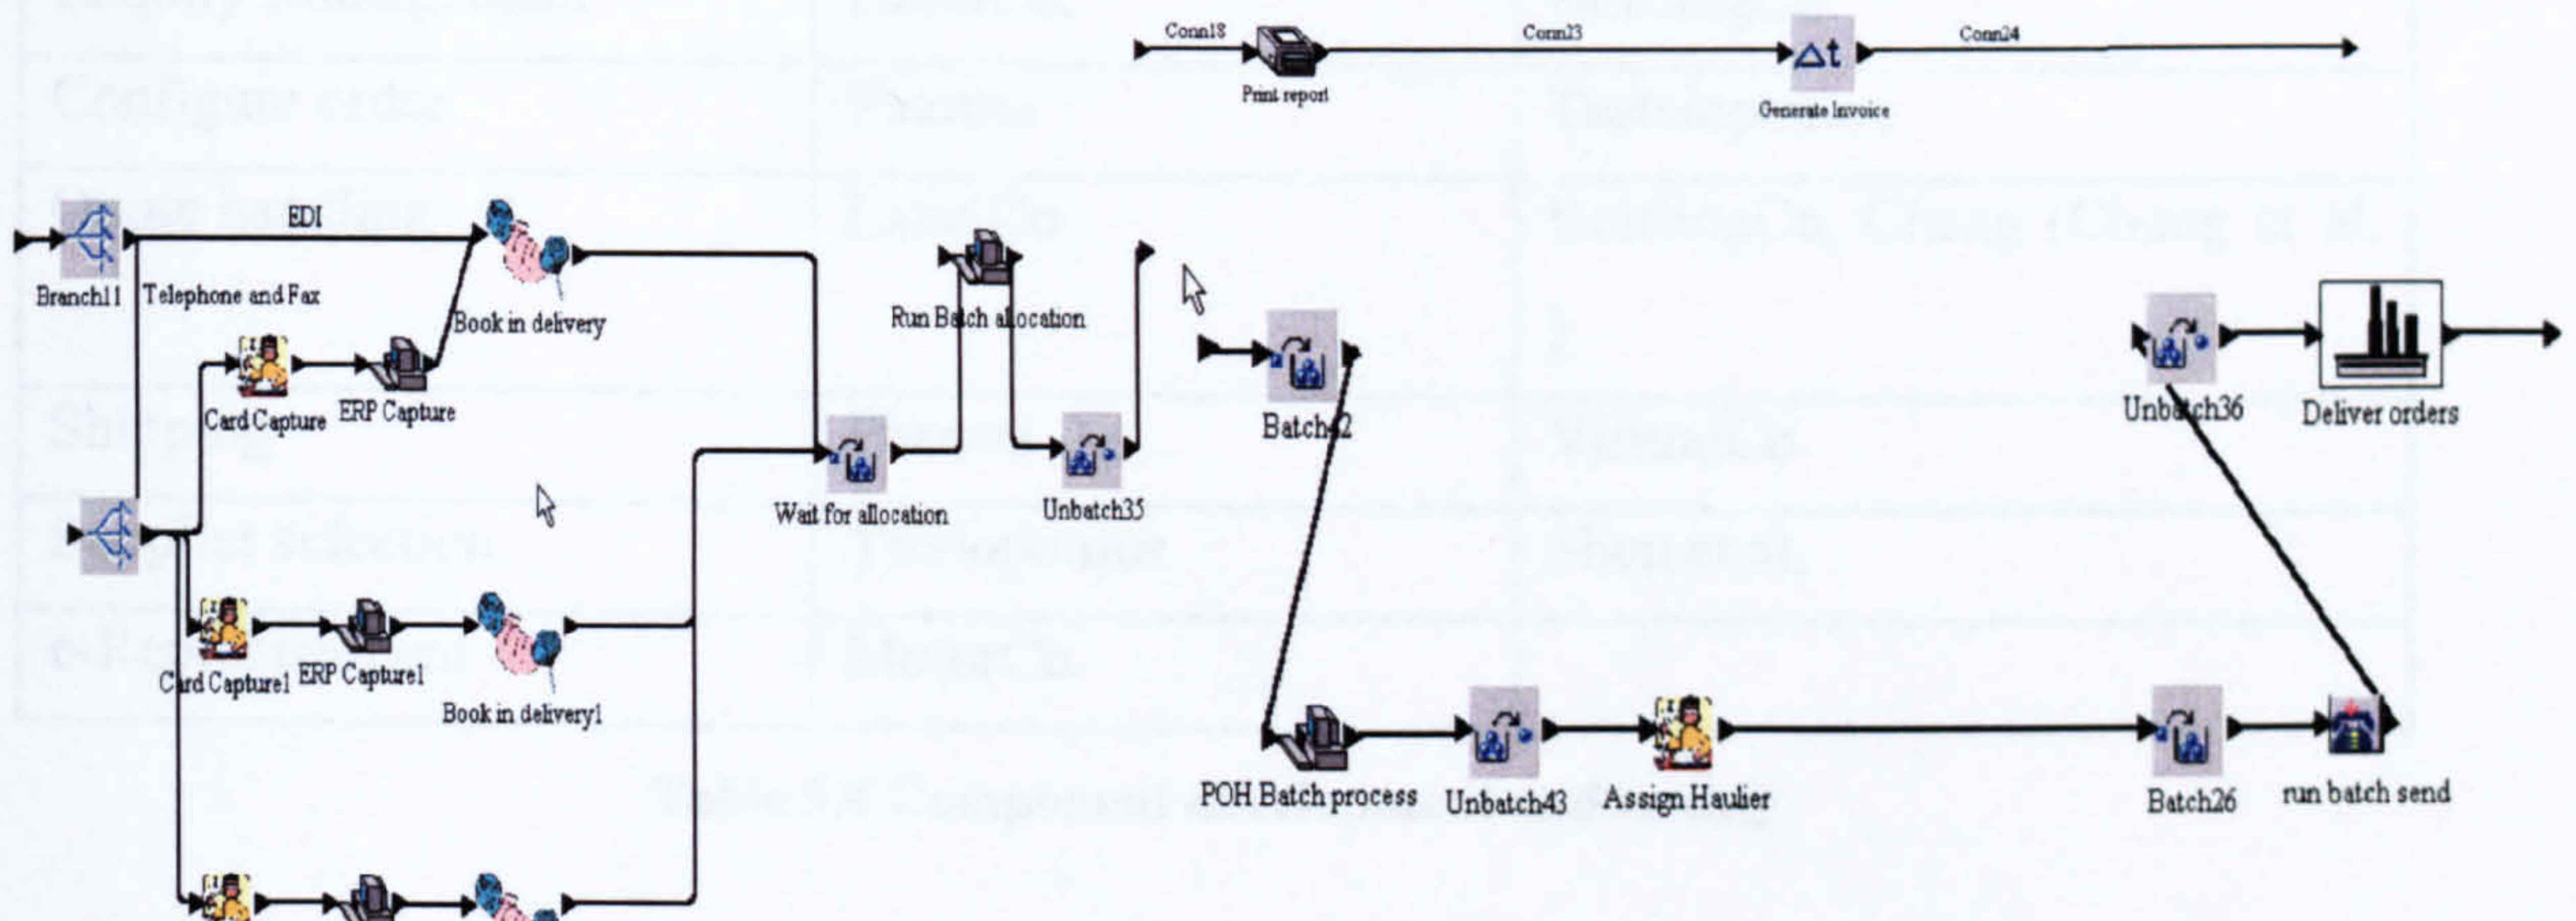 Conn18
Conn23
Conn24
Print report
Δt
Generate Invoice
EDI
Branch11
Telephone and Fax
Book in delivery
Run Batch allocation
Card Capture
ERP Capture
Batch42
Unbatch36
Deliver orders
Wait for allocation
Unbatch35
Card Capture1
ERP Capture1
Book in delivery1
POH Batch process
Unbatch43
Assign Haulier
Batch26
run batch send